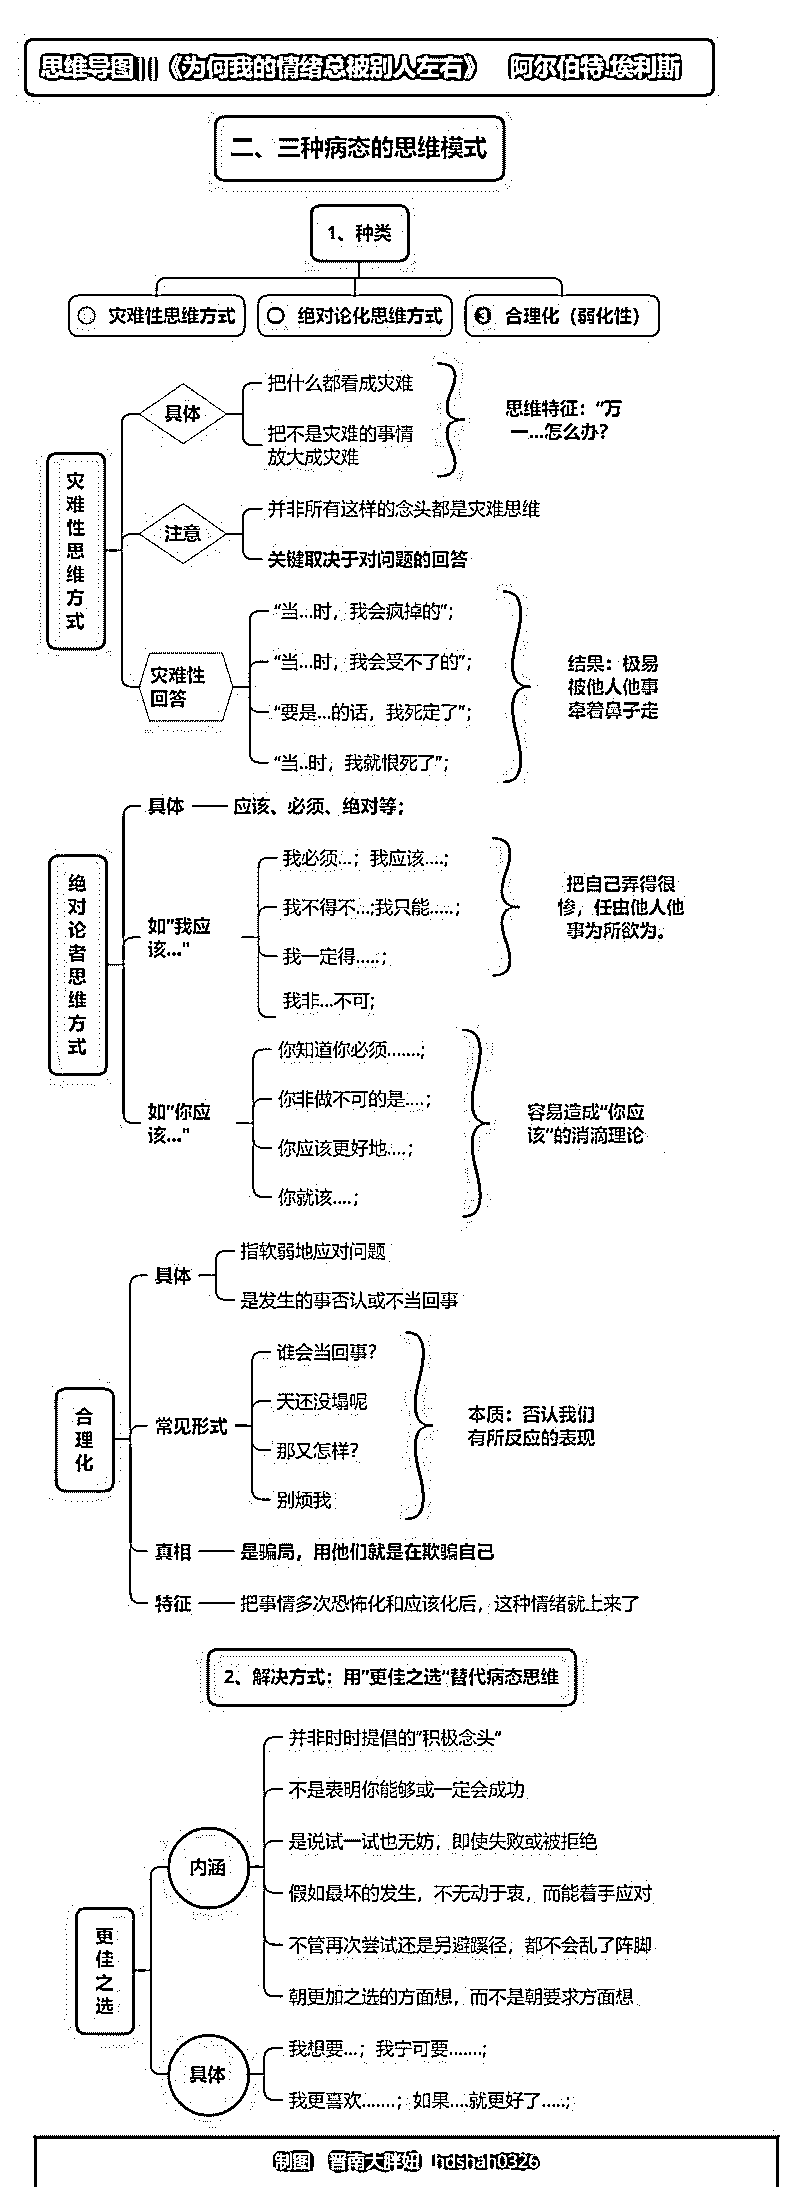 思维导图||《为何我的情绪总被别人左右》 阿尔伯特·埃利斯
二、三种病态的思维模式
1、种类
灾难性思维方式
绝对论化思维方式
③ 合理化（弱化性）
灾难性思维方式
具体
把什么都看成灾难
把不是灾难的事情
放大成灾难
思维特征：“万
一...怎么办？
注意
并非所有这样的念头都是灾难思维
关键取决于对问题的回答
灾难性
回答
“当...时，我会疯掉的”；
“当...时，我会受不了的”；
“要是...的话，我死定了”；
“当..时，我就恨死了”；
结果：极易
被他人他事
牵着鼻子走
绝对论者思维方式
具体
应该、必须、绝对等；
如"我应
该..."
我必须...；我应该....；
我不得不...;我只能.....；
我一定得.....；
我非...不可;
把自己弄得很
惨，任由他人他
事为所欲为。
如"你应
该..."
你知道你必须.......；
你非做不可的是....；
你应该更好地....；
你就该....；
容易造成“你应
该”的消滴理论
合理化
具体
指软弱地应对问题
是发生的事否认或不当回事
常见形式
谁会当回事？
天还没塌呢
那又怎样？
别烦我
本质：否认我们
有所反应的表现
真相
是骗局，用他们就是在欺骗自己
特征
把事情多次恐怖化和应该化后，这种情绪就上来了
2、解决方式：用”更佳之选“替代病态思维
更佳之选
内涵
并非时时提倡的”积极念头“
不是表明你能够或一定会成功
是说试一试也无妨，即使失败或被拒绝
假如最坏的发生，不无动于衷，而能着手应对
不管再次尝试还是另避蹊径，都不会乱了阵脚
朝更加之选的方面想，而不是朝要求方面想
具体
我想要...；我宁可要.......；
我更喜欢.......；如果....就更好了.....；
制图 晋南大胖妞 hdshah0326